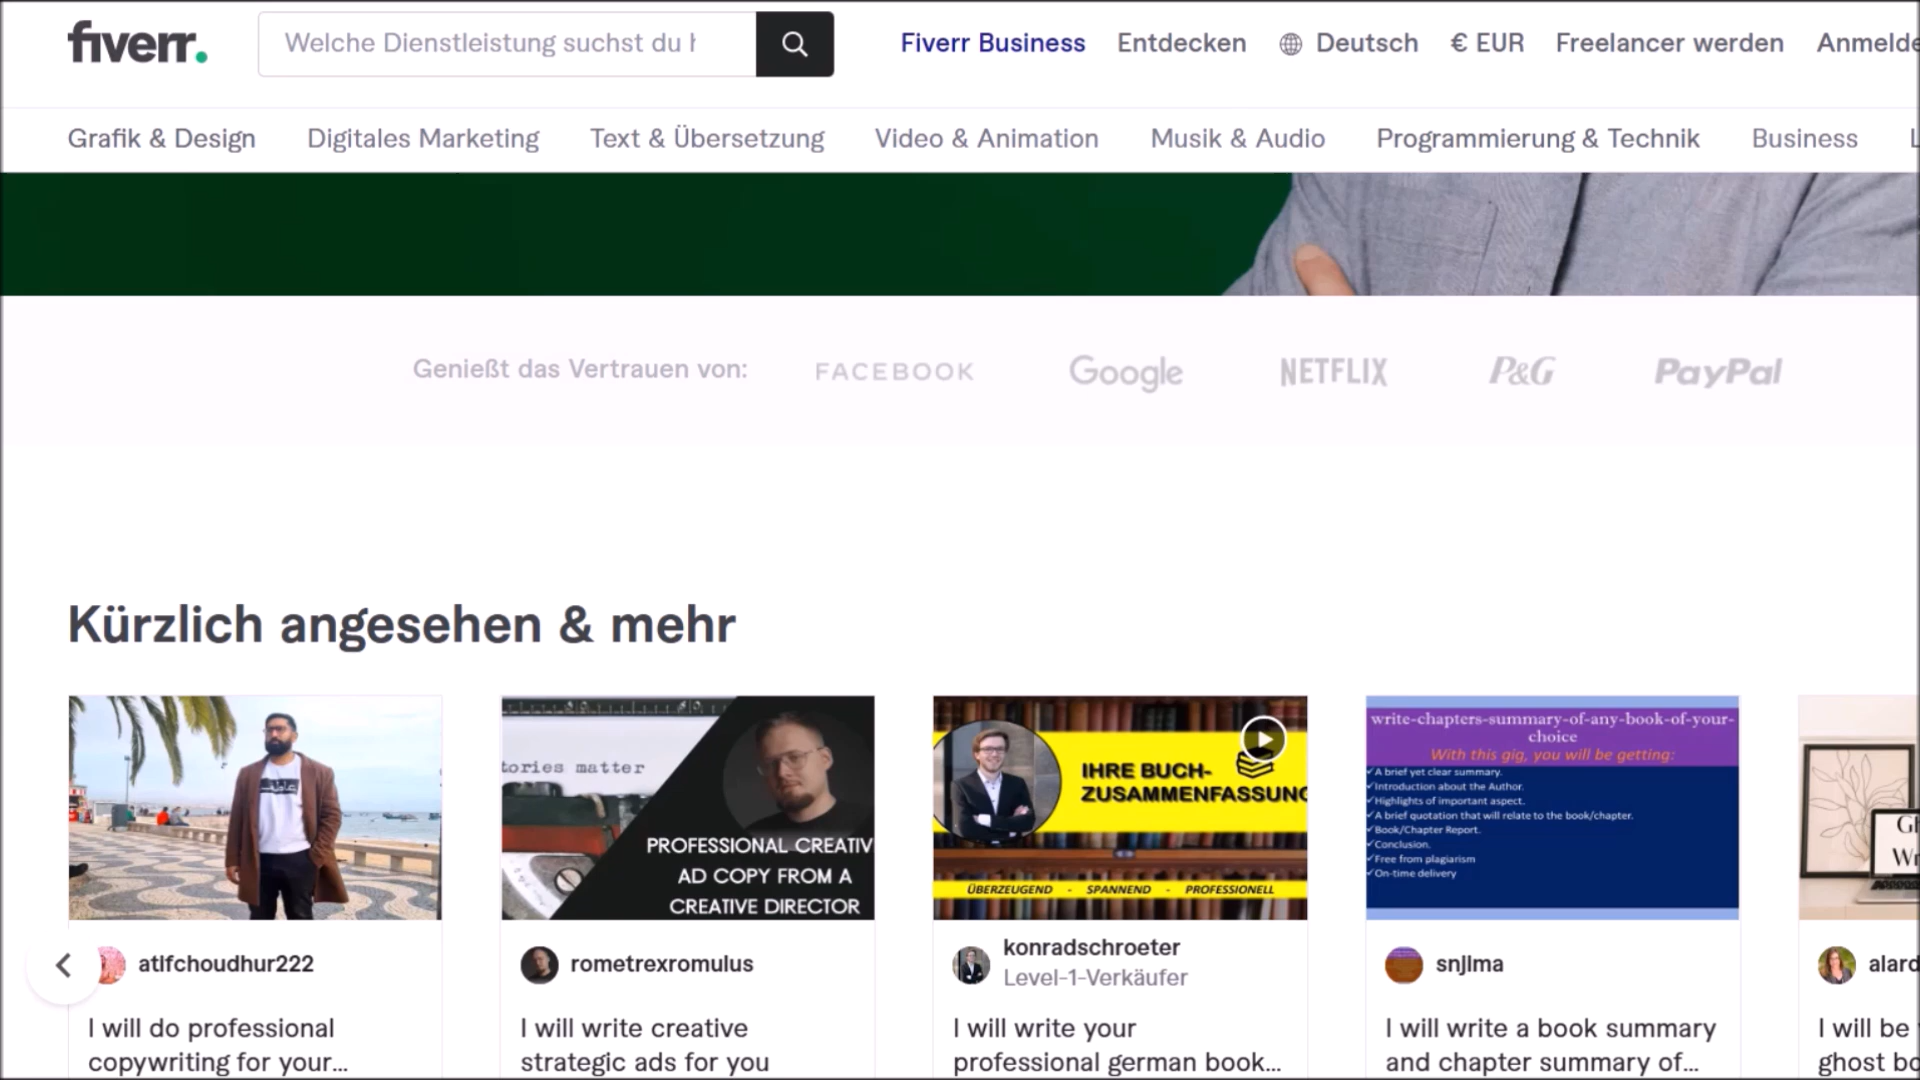 fiverr.
Welche Dienstleistung suchst du h
Fiverr Business
Entdecken
Deutsch
€ EUR
Freelancer werden
Anmelde
Grafik & Design
Digitales Marketing
Text & Übersetzung
Video & Animation
Musik & Audio
Programmierung & Technik
Business
Genießt das Vertrauen von:
FACEBOOK
Google
NETFLIX
P&G
PayPal
Kürzlich angesehen & mehr
tories matter
PROFESSIONAL CREATIV
AD COPY FROM A
CREATIVE DIRECTOR
IHRE BUCH-
ZUSAMMENFASSUNG
ÜBERZEUGEND - SPANNEND - PROFESSIONELL
write-chapters-summary-of-any-book-of-your-
choice
With this gig, you will be getting:
✓A brief yet clear summary.
✓Introduction about the Author.
✓Highlights of important aspect.
✓A brief quotation that will relate to the book/chapter.
✓Book/Chapter Report.
✓Conclusion.
✓Free from plagiarism
✓On-time delivery
Gh
Wr
atifchoudhur222
I will do professional
copywriting for your...
rometrexromulus
I will write creative
strategic ads for you
konradschroeter
Level-1-Verkäufer
I will write your
professional german book...
snjima
I will write a book summary
and chapter summary of...
alard
I will be
ghost bo